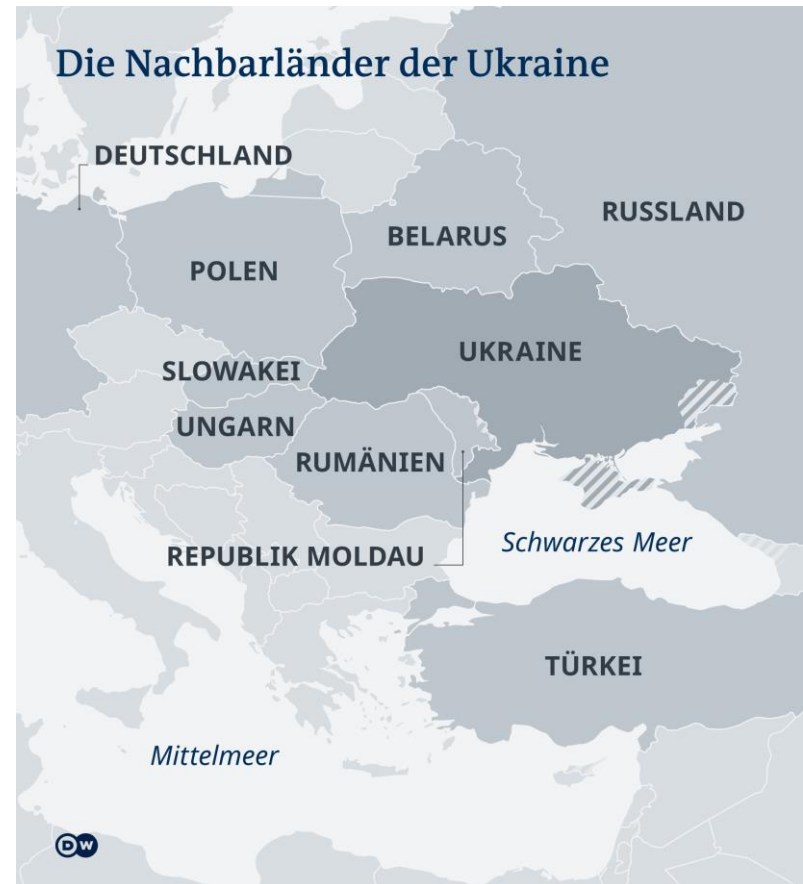 Die Nachbarländer der Ukraine
DEUTSCHLAND
RUSSLAND
BELARUS
POLEN
UKRAINE
SLOWAKEI
UNGARN
RUMÄNIEN
Schwarzes Meer
REPUBLIK MOLDAU
TÜRKEI
Mittelmeer
DW